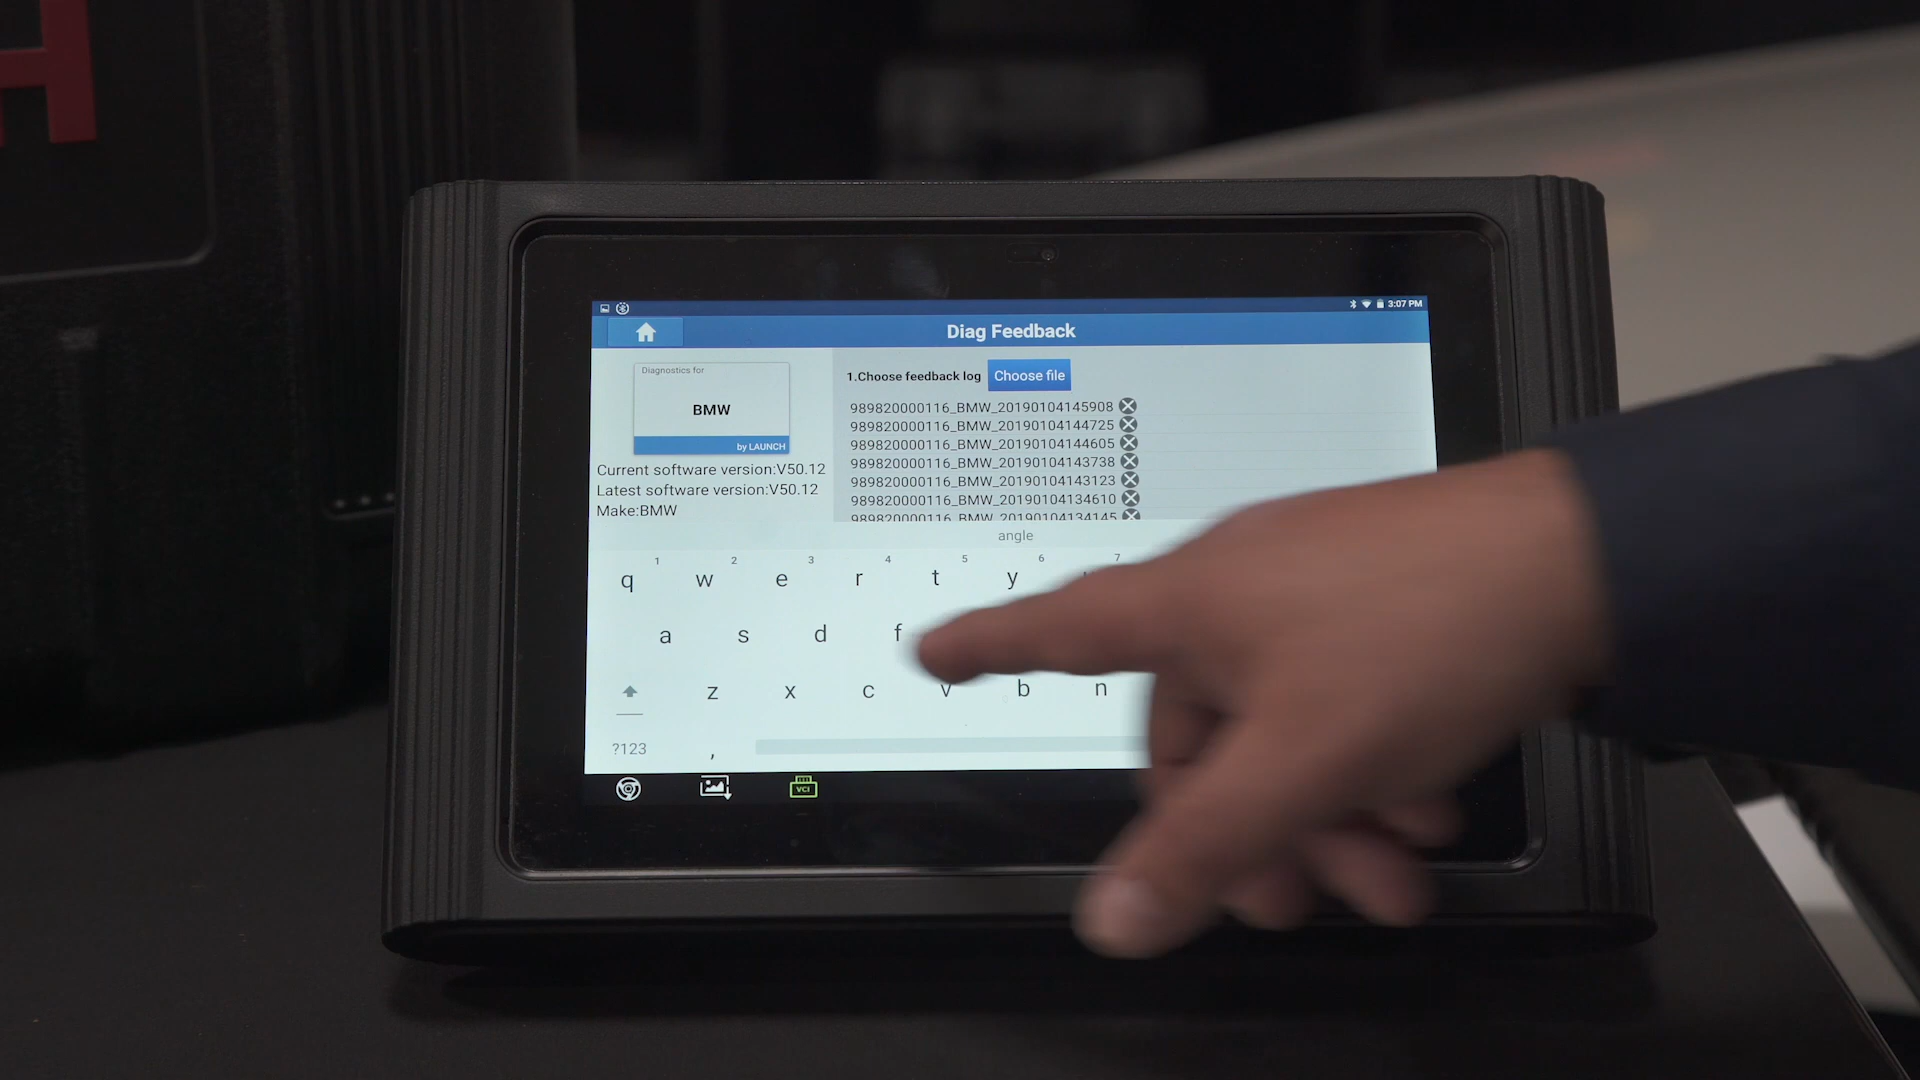 H
3:07 PM
Diag Feedback
Diagnostics for
BMW
by LAUNCH
Current software version:V50.12
Latest software version:V50.12
Make:BMW
1.Choose feedback log Choose file
989820000116_BMW_20190104145908
989820000116_BMW_20190104144725
989820000116_BMW_20190104144605
989820000116_BMW_20190104143738
989820000116_BMW_20190104143123
989820000116_BMW_20190104134610
989820000116_BMW_20190104134145
angle
1 2 3 4 5 6 7
q w e r t y
a s d f
z x c v b n
?123 ,
VCI